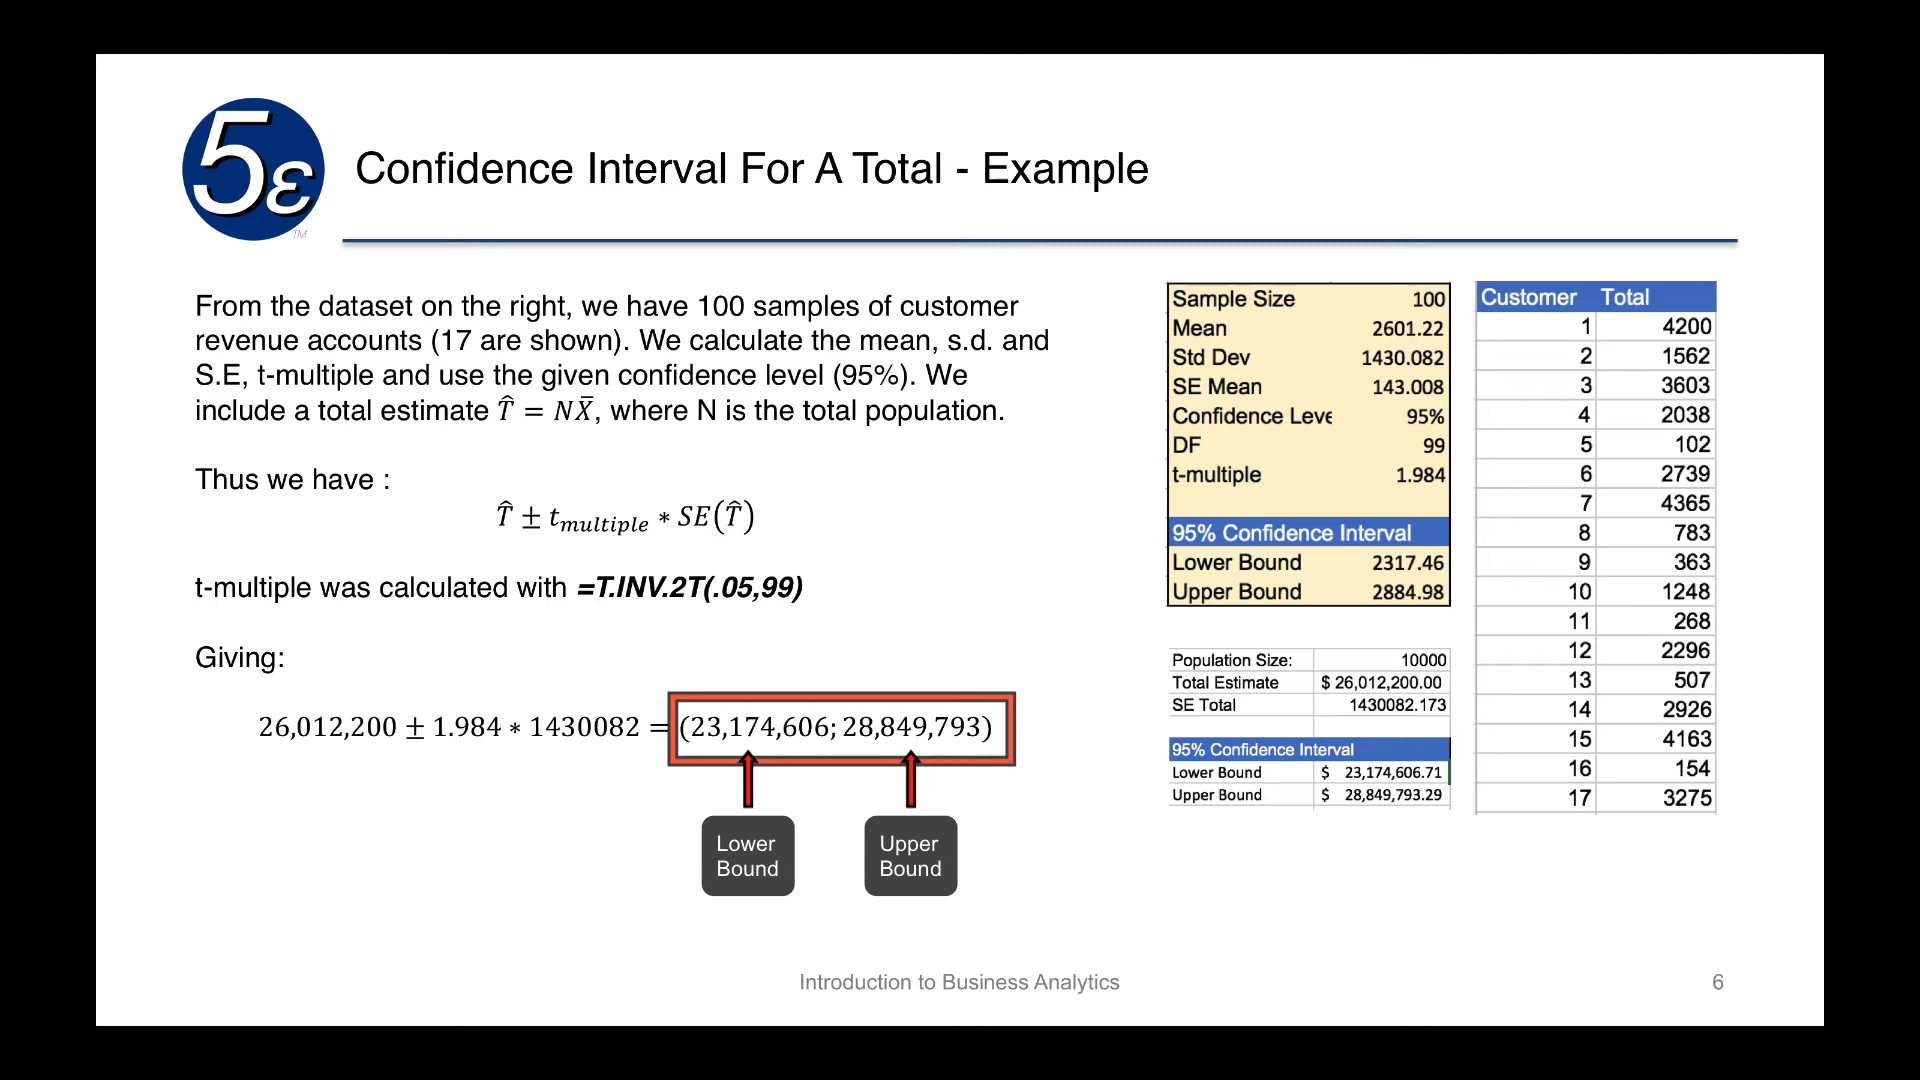 5ε
TM
Confidence Interval For A Total - Example
From the dataset on the right, we have 100 samples of customer
revenue accounts (17 are shown). We calculate the mean, s.d. and
S.E, t-multiple and use the given confidence level (95%). We
include a total estimate T̂ = NX̄, where N is the total population.
Thus we have :
T̂ ± t_multiple * SE(T̂)
t-multiple was calculated with =T.INV.2T(.05,99)
Giving:
26,012,200 ± 1.984 * 1430082 = (23,174,606; 28,849,793)
Lower
Bound
Upper
Bound
Sample Size 100
Mean 2601.22
Std Dev 1430.082
SE Mean 143.008
Confidence Leve 95%
DF 99
t-multiple 1.984
95% Confidence Interval
Lower Bound 2317.46
Upper Bound 2884.98
Population Size: 10000
Total Estimate $ 26,012,200.00
SE Total 1430082.173
95% Confidence Interval
Lower Bound $ 23,174,606.71
Upper Bound $ 28,849,793.29
Customer Total
1 4200
2 1562
3 3603
4 2038
5 102
6 2739
7 4365
8 783
9 363
10 1248
11 268
12 2296
13 507
14 2926
15 4163
16 154
17 3275
Introduction to Business Analytics
6